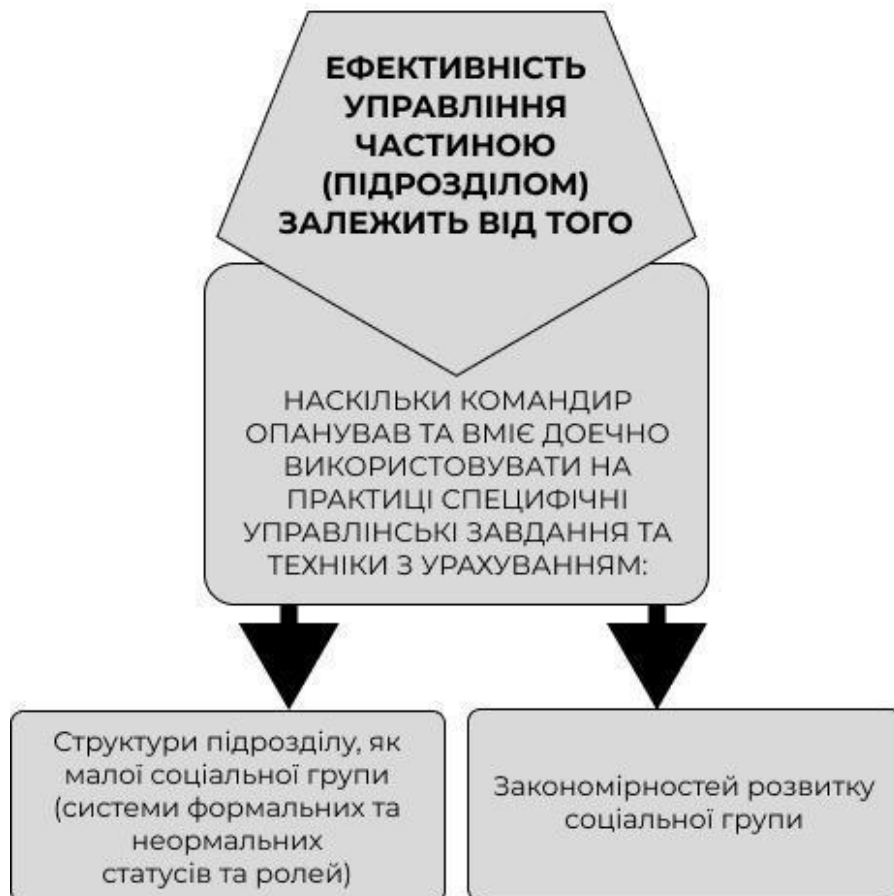 ЕФЕКТИВНІСТЬ
УПРАВЛІННЯ
ЧАСТИНОЮ
(ПІДРОЗДІЛОМ)
ЗАЛЕЖИТЬ ВІД ТОГО
НАСКІЛЬКИ КОМАНДИР
ОПАНУВАВ ТА ВМІЄ ДОЕЧНО
ВИКОРИСТОВУВАТИ НА
ПРАКТИЦІ СПЕЦИФІЧНІ
УПРАВЛІНСЬКІ ЗАВДАННЯ ТА
ТЕХНІКИ З УРАХУВАННЯМ:
Структури підрозділу, як
малої соціальної групи
(системи формальних та
неормальних
статусів та ролей)
Закономірностей розвитку
соціальної групи